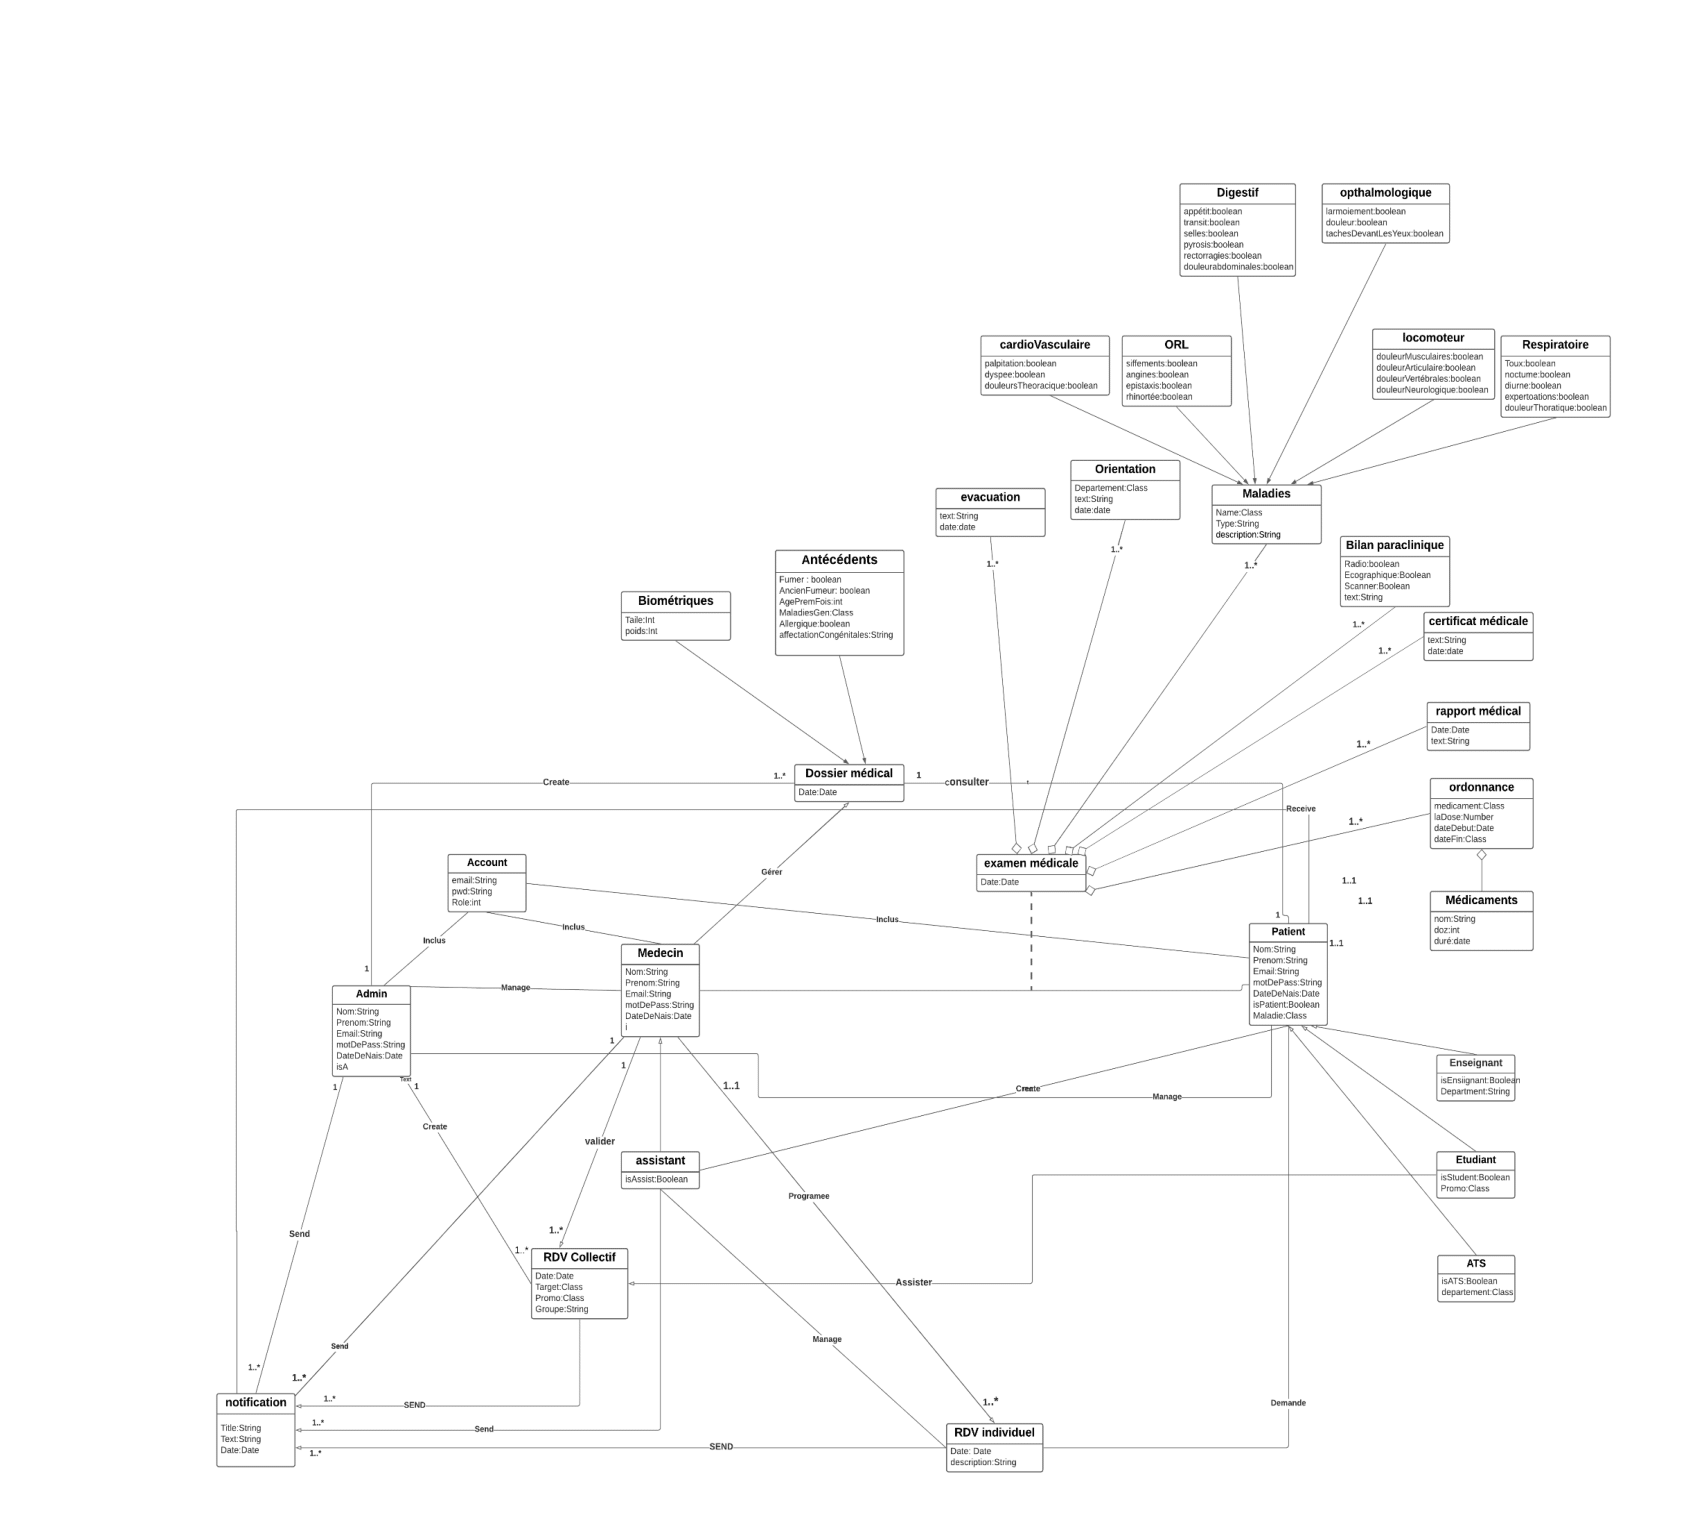 Digestif
appétit:boolean
transit:boolean
selles:boolean
pyrosis:boolean
rectorragies:boolean
douleurabdominales:boolean
opthalmologique
larmoiement:boolean
douleur:boolean
tachesDevantLesYeux:boolean
cardioVasculaire
palpitation:boolean
dyspee:boolean
douleursTheoracique:boolean
ORL
siffements:boolean
angines:boolean
epistaxis:boolean
rhinortée:boolean
locomoteur
douleurMusculaires:boolean
douleurArticulaire:boolean
douleurVertébrales:boolean
douleurNeurologique:boolean
Respiratoire
Toux:boolean
noctume:boolean
diurne:boolean
expertoations:boolean
douleurThoratique:boolean
Orientation
Departement:Class
text:String
date:date
evacuation
text:String
date:date
Maladies
Name:Class
Type:String
description:String
Bilan paraclinique
Radio:boolean
Ecographique:Boolean
Scanner:Boolean
text:String
Antécédents
Fumer : boolean
AncienFumeur: boolean
AgePremFois:int
MaladiesGen:Class
Allergique:boolean
affectationCongénitales:String
Biométriques
Taile:Int
poids:Int
1..*
1..*
1..*
1..*
1..*
certificat médicale
text:String
date:date
rapport médical
Date:Date
text:String
1..*
Dossier médical
Date:Date
Create
1..*
1
consulter
Receive
ordonnance
medicament:Class
laDose:Number
dateDebut:Date
dateFin:Class
1..*
Account
email:String
pwd:String
Role:int
Gérer
examen médicale
Date:Date
1..1
1..1
Médicaments
nom:String
doz:int
duré:date
Inclus
Inclus
Inclus
1
1
Patient
Nom:String
Prenom:String
Email:String
motDePass:String
DateDeNais:Date
isPatient:Boolean
Maladie:Class
1..1
Medecin
Nom:String
Prenom:String
Email:String
motDePass:String
DateDeNais:Date
i
Manage
Admin
Nom:String
Prenom:String
Email:String
motDePass:String
DateDeNais:Date
isA
Text
1
1
1
1
1..1
Create
Manage
Enseignant
isEnsiignant:Boolean
Department:String
Create
valider
assistant
isAssist:Boolean
Programee
Etudiant
isStudent:Boolean
Promo:Class
Send
1..*
1..*
RDV Collectif
Date:Date
Target:Class
Promo:Class
Groupe:String
Assister
ATS
isATS:Boolean
departement:Class
Send
Manage
1..*
1..*
1..*
SEND
1..*
Send
1..*
SEND
1..*
Demande
notification
Title:String
Text:String
Date:Date
RDV individuel
Date: Date
description:String